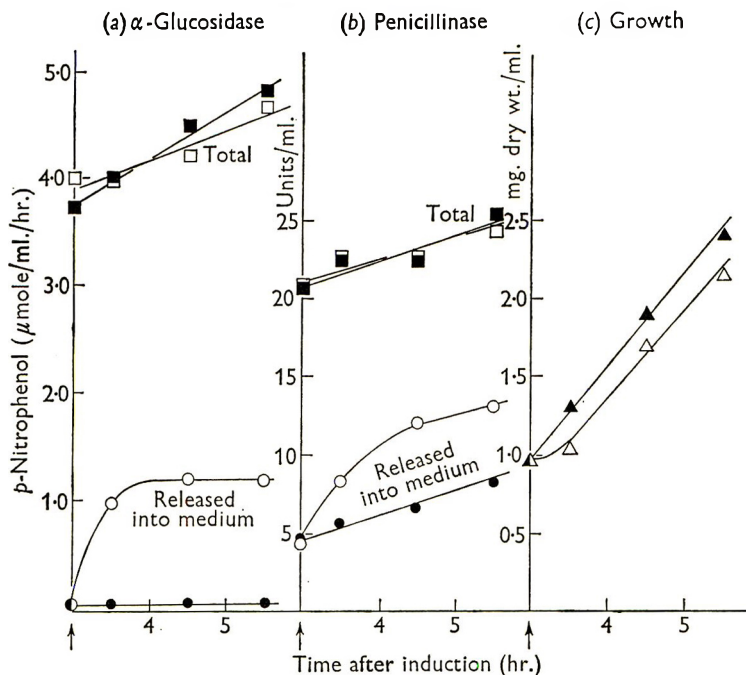 (a) α-Glucosidase
(b) Penicillinase
(c) Growth
p-Nitrophenol (μmole/ml./hr.)
5·0
4·0
3·0
2·0
1·0
Total
Released
into medium
4
5
Units/ml.
25
20
15
10
5
Total
Released
into medium
4
5
mg. dry wt./ml.
2·5
2·0
1·5
1·0
0·5
4
5
Time after induction (hr.)